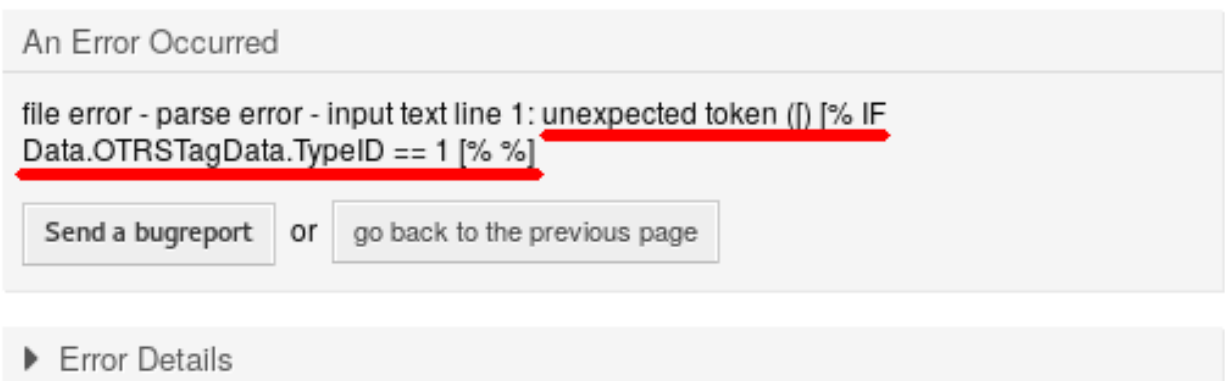 An Error Occurred
file error - parse error - input text line 1: unexpected token ([) [% IF
Data.OTRSTagData.TypeID == 1 [% %]
Send a bugreport or go back to the previous page
Error Details